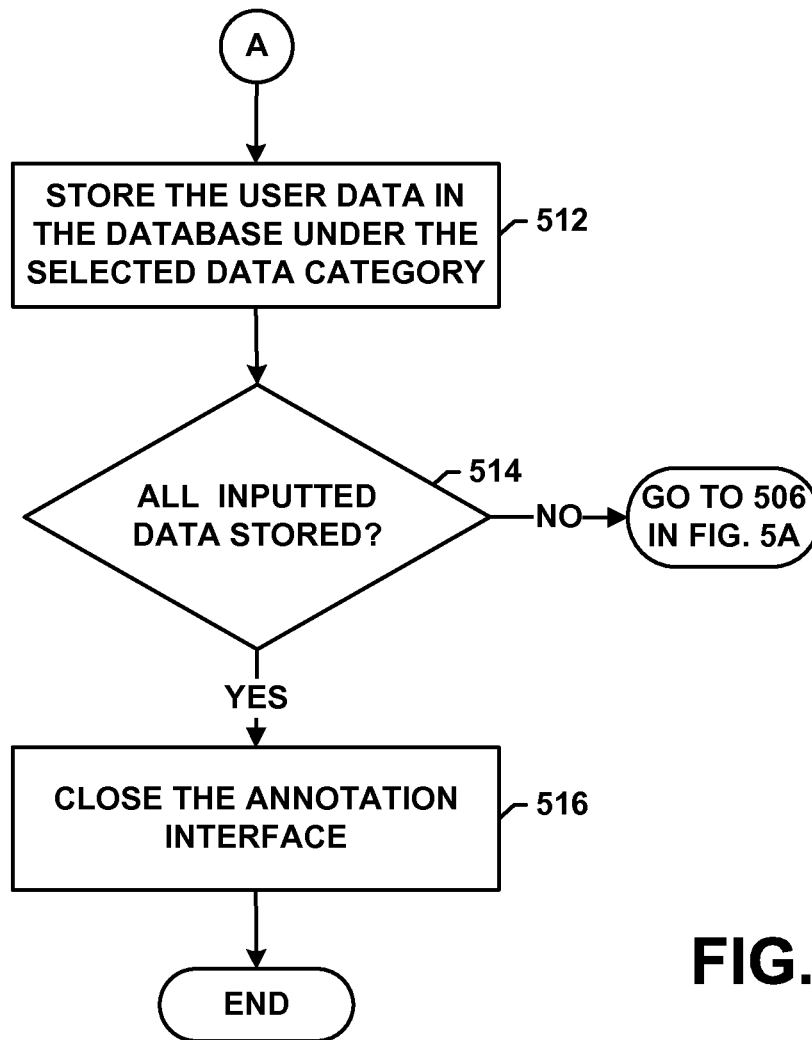 A
STORE THE USER DATA IN
THE DATABASE UNDER THE
SELECTED DATA CATEGORY
512
ALL INPUTTED
DATA STORED?
514
NO
GO TO 506
IN FIG. 5A
YES
CLOSE THE ANNOTATION
INTERFACE
516
END
FIG.